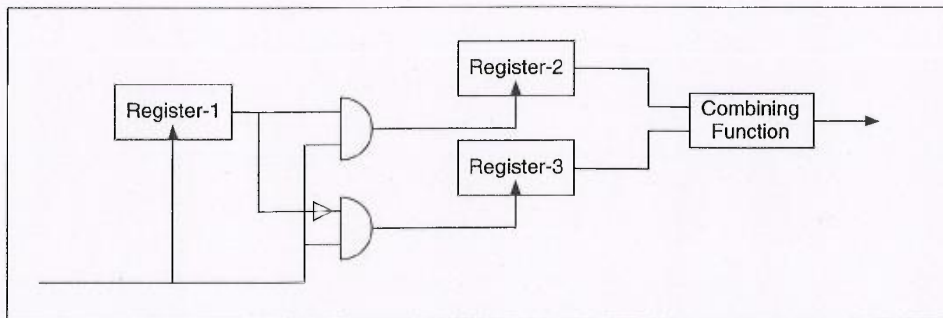 Register-1
Register-2
Register-3
Combining
Function